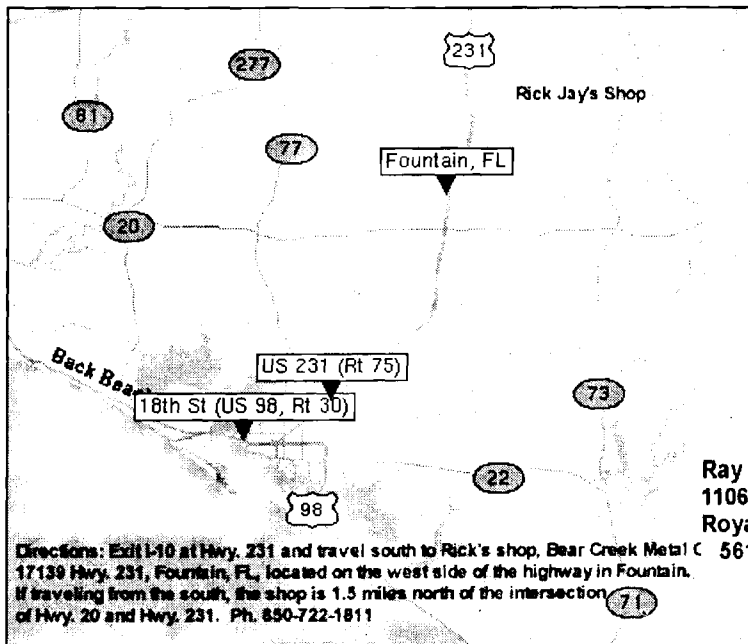 231
277
Rick Jay's Shop
81
77
Fountain, FL
20
US 231 (Rt 75)
Back
18th St (US 98, Rt 30)
73
22
98
Ray
1106
Directions: Exit I-10 at Hwy. 231 and travel south to Rick's shop, Bear Creek Metal
561
17139 Hwy. 231, Fountain, FL, located on the west side of the highway in Fountain.
If traveling from the south, the shop is 1.5 miles north of the intersection
of Hwy. 20 and Hwy. 231. Ph. 850-722-1811
71